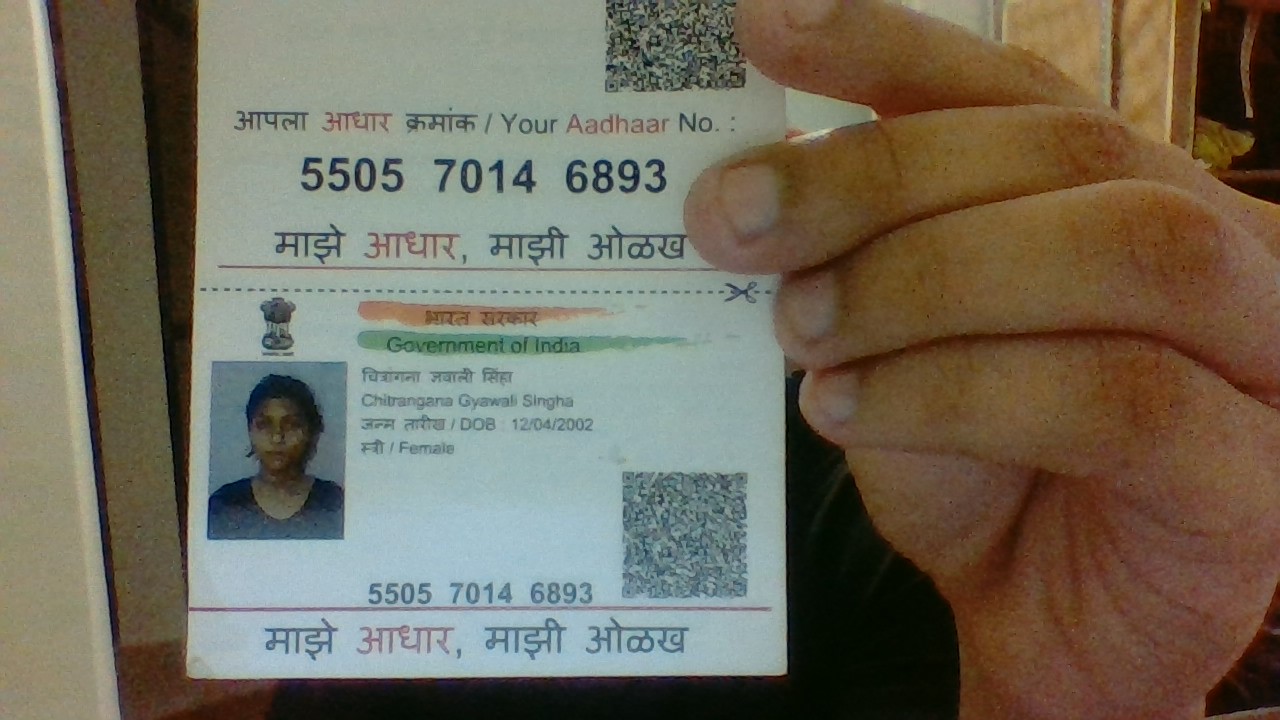 आपला आधार क्रमांक / Your Aadhaar No. :
5505 7014 6893
माझे आधार, माझी ओळख
भारत सरकार
Government of India
चित्रांगना ज्ञवाली सिंहा
Chitrangana Gyawali Singha
जन्म तारीख / DOB : 12/04/2002
स्त्री / Female
5505 7014 6893
माझे आधार, माझी ओळख